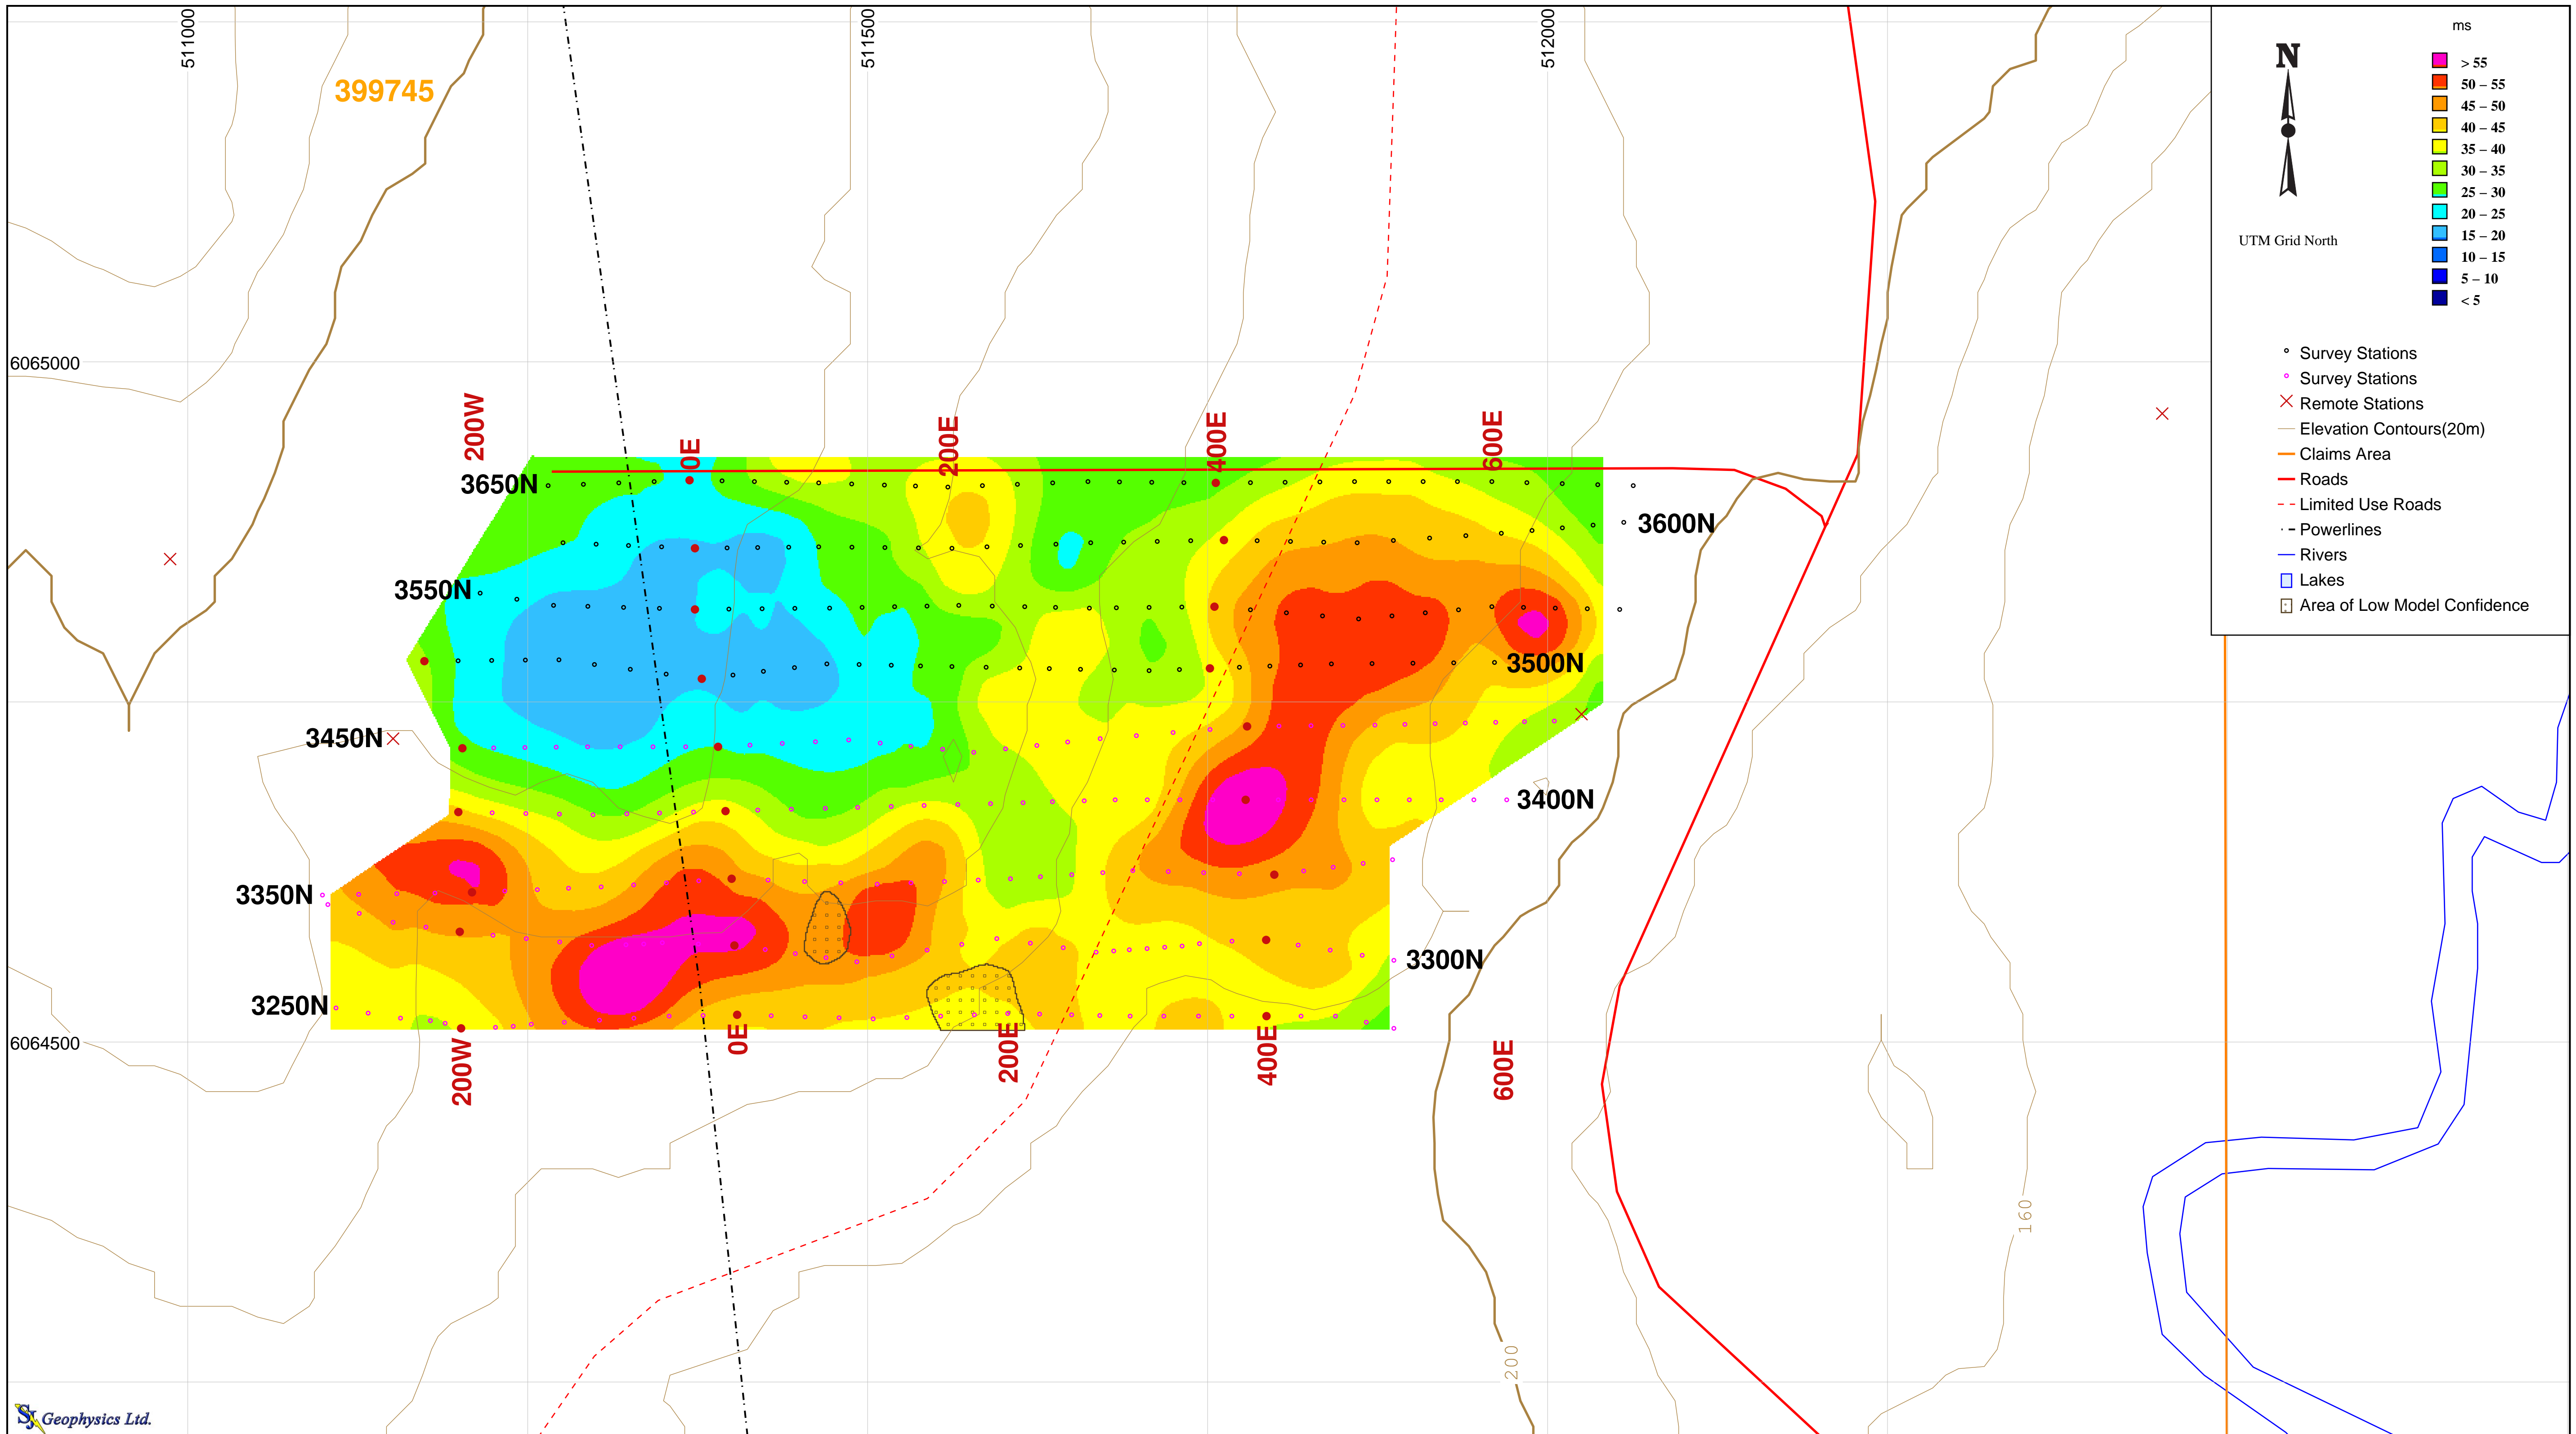 511000
511500
512000
399745
ms
N
> 55
50 – 55
45 – 50
40 – 45
35 – 40
30 – 35
25 – 30
20 – 25
15 – 20
10 – 15
5 – 10
< 5
UTM Grid North
Survey Stations
Survey Stations
Remote Stations
Elevation Contours(20m)
Claims Area
Roads
Limited Use Roads
Powerlines
Rivers
Lakes
Area of Low Model Confidence
6065000
200W
0E
200E
400E
600E
3650N
3600N
3550N
3500N
3450N
3400N
3350N
3300N
3250N
6064500
200W
0E
200E
400E
600E
160
200
SJ Geophysics Ltd.